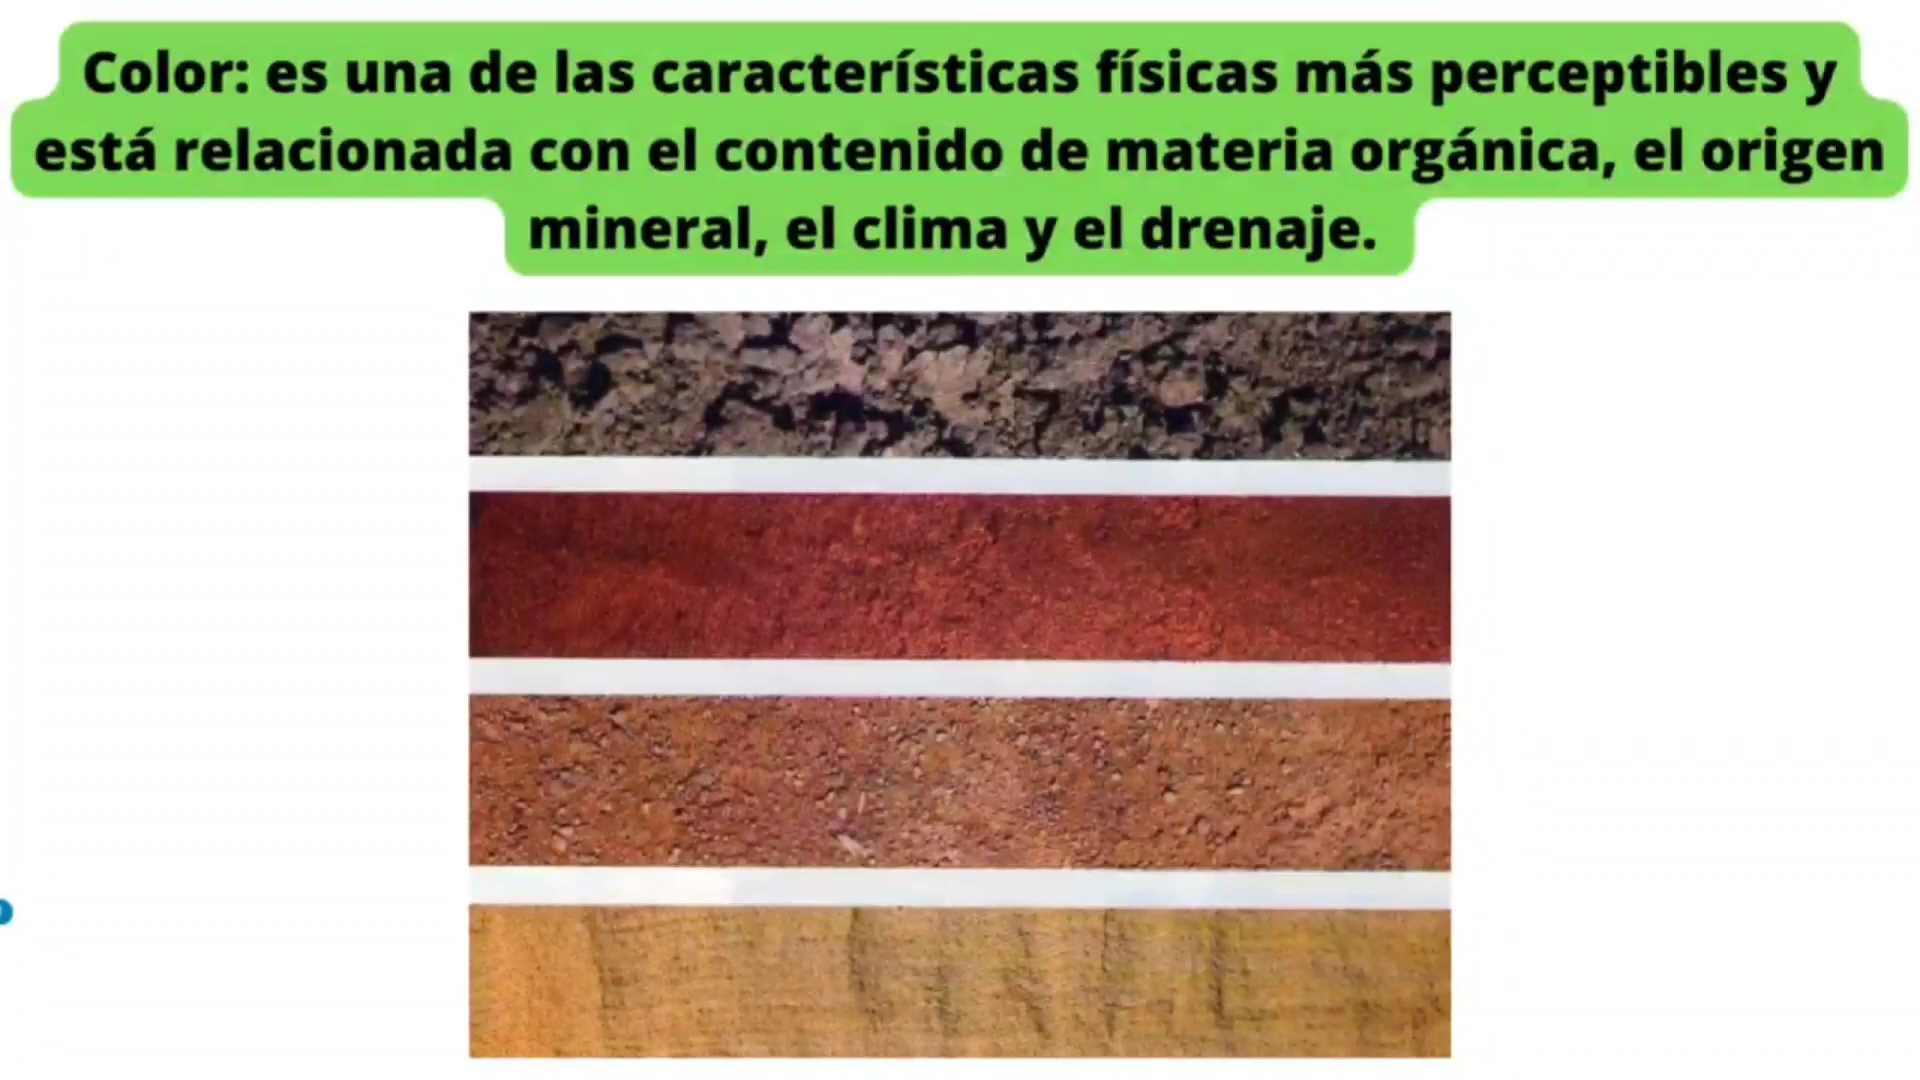 Color: es una de las características físicas más perceptibles y
está relacionada con el contenido de materia orgánica, el origen
mineral, el clima y el drenaje.